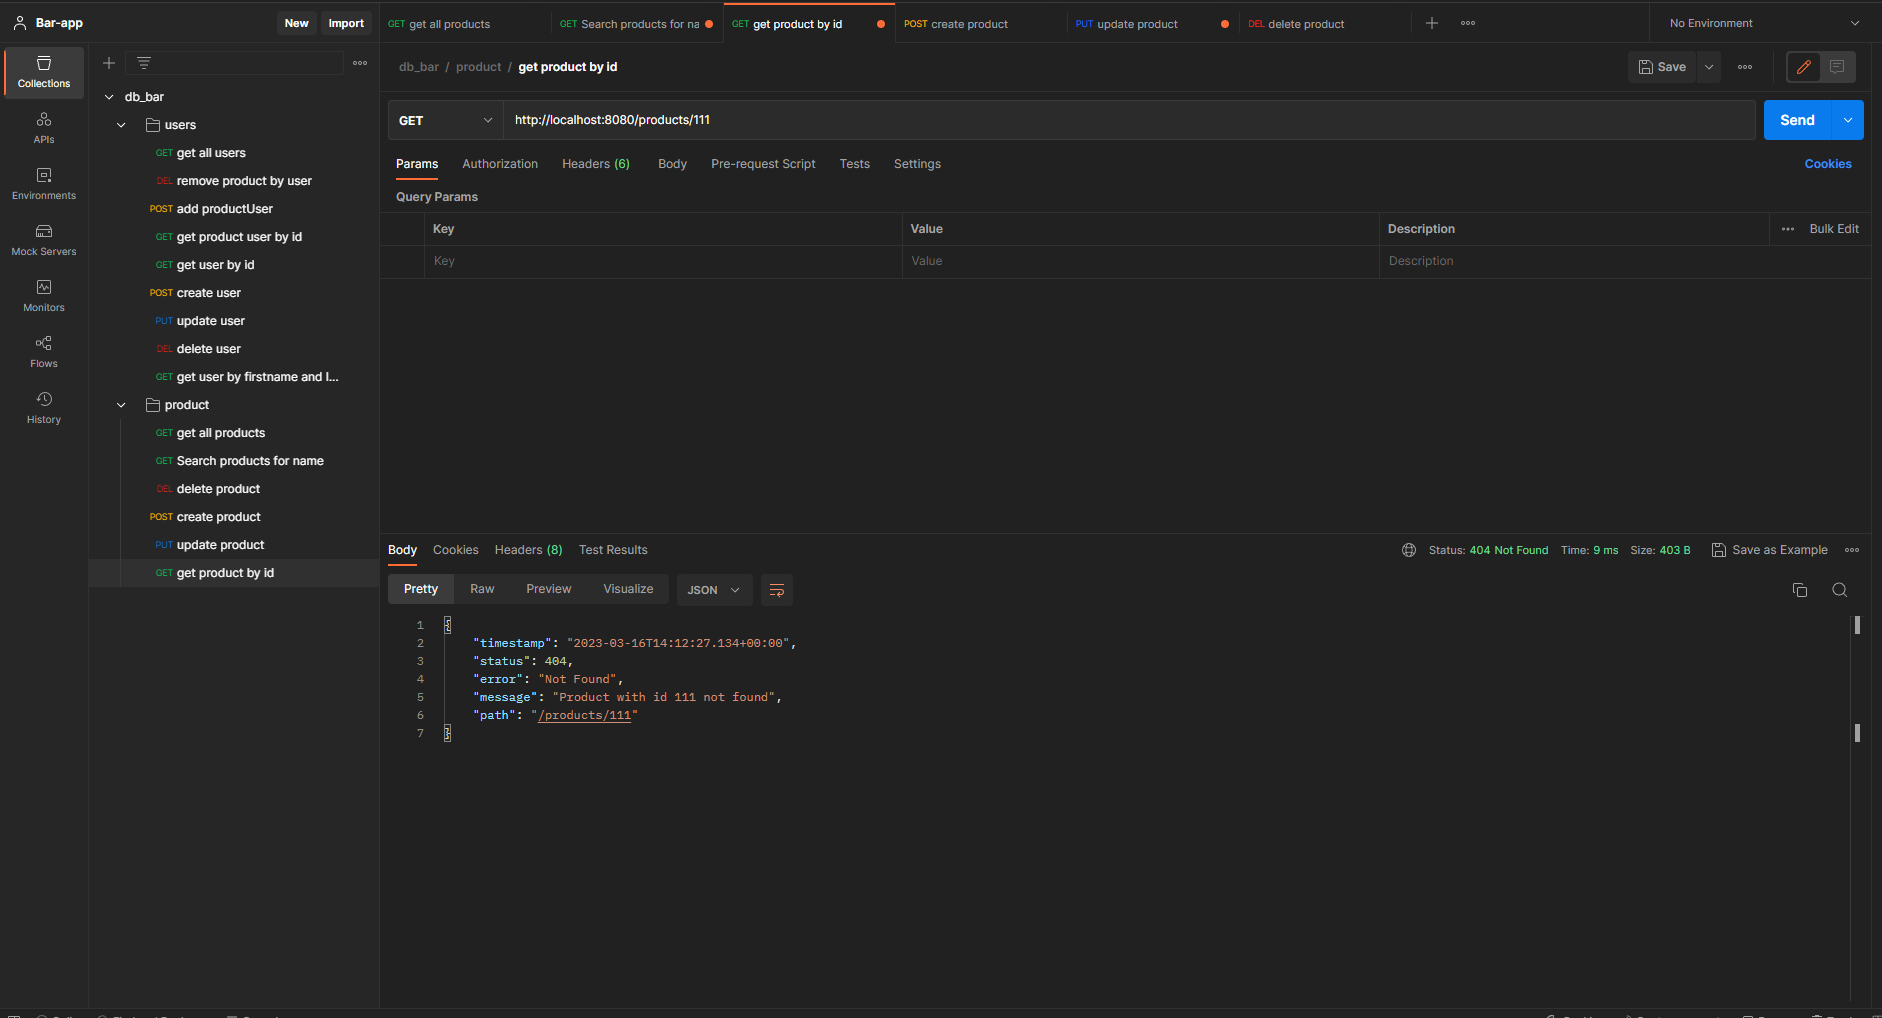 Bar-app
New
Import
GET get all products
GET Search products for na
GET get product by id
POST create product
PUT update product
DEL delete product
No Environment
Collections
APIs
Environments
Mock Servers
Monitors
Flows
History
db_bar
users
GET get all users
DEL remove product by user
POST add productUser
GET get product user by id
GET get user by id
POST create user
PUT update user
DEL delete user
GET get user by firstname and l...
product
GET get all products
GET Search products for name
DEL delete product
POST create product
PUT update product
GET get product by id
db_bar / product / get product by id
Save
GET
http://localhost:8080/products/111
Send
Params Authorization Headers (6) Body Pre-request Script Tests Settings
Cookies
Query Params
Key Value Description
Bulk Edit
Key Value Description
Body Cookies Headers (8) Test Results
Status: 404 Not Found Time: 9 ms Size: 403 B
Save as Example
Pretty Raw Preview Visualize JSON
1 {
2 "timestamp": "2023-03-16T14:12:27.134+00:00",
3 "status": 404,
4 "error": "Not Found",
5 "message": "Product with id 111 not found",
6 "path": "/products/111"
7 }